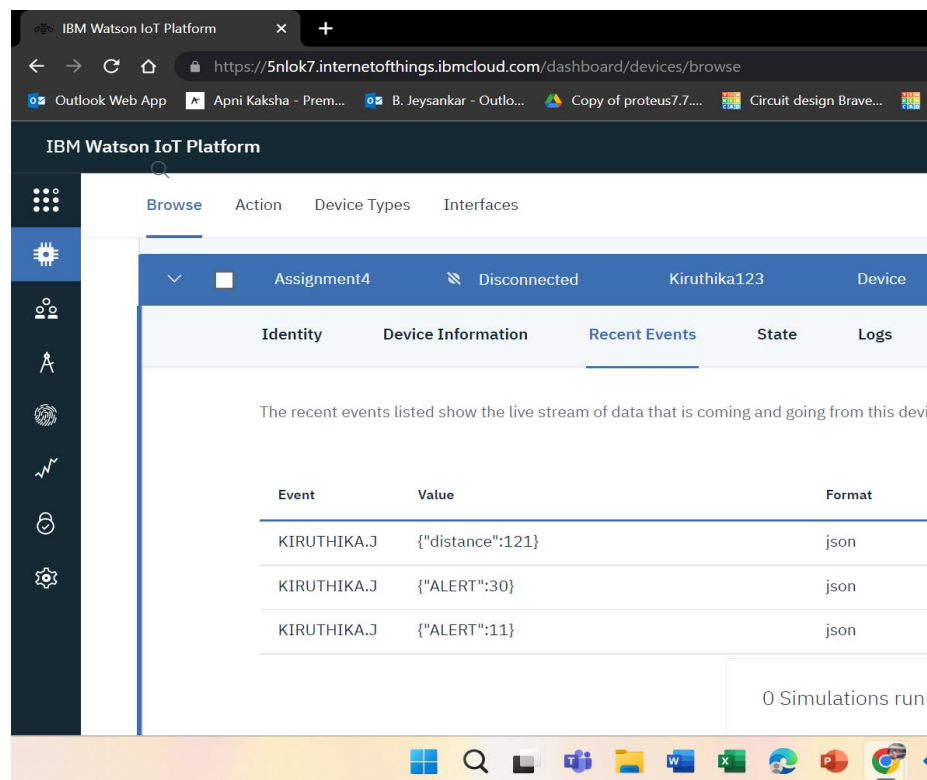 IBM Watson IoT Platform
https://5nlok7.internetofthings.ibmcloud.com/dashboard/devices/browse
Outlook Web App Apni Kaksha - Prem... B. Jeysankar - Outlo... Copy of proteus7.7.... Circuit design Brave...
IBM Watson IoT Platform
Browse Action Device Types Interfaces
Assignment4 Disconnected Kiruthika123 Device
Identity Device Information Recent Events State Logs
The recent events listed show the live stream of data that is coming and going from this devi
Event Value Format
KIRUTHIKA.J {"distance":121} json
KIRUTHIKA.J {"ALERT":30} json
KIRUTHIKA.J {"ALERT":11} json
0 Simulations run